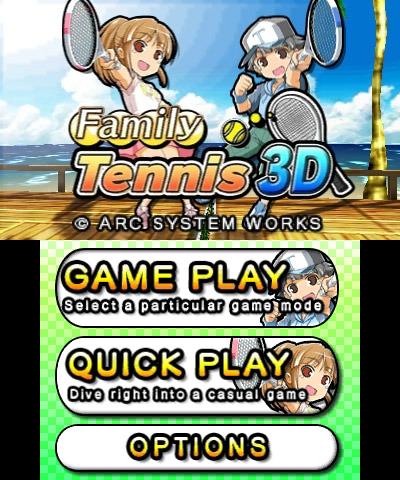 Family
Tennis 3D
© ARC SYSTEM WORKS
GAME PLAY
Select a particular game mode
QUICK PLAY
Dive right into a casual game
OPTIONS